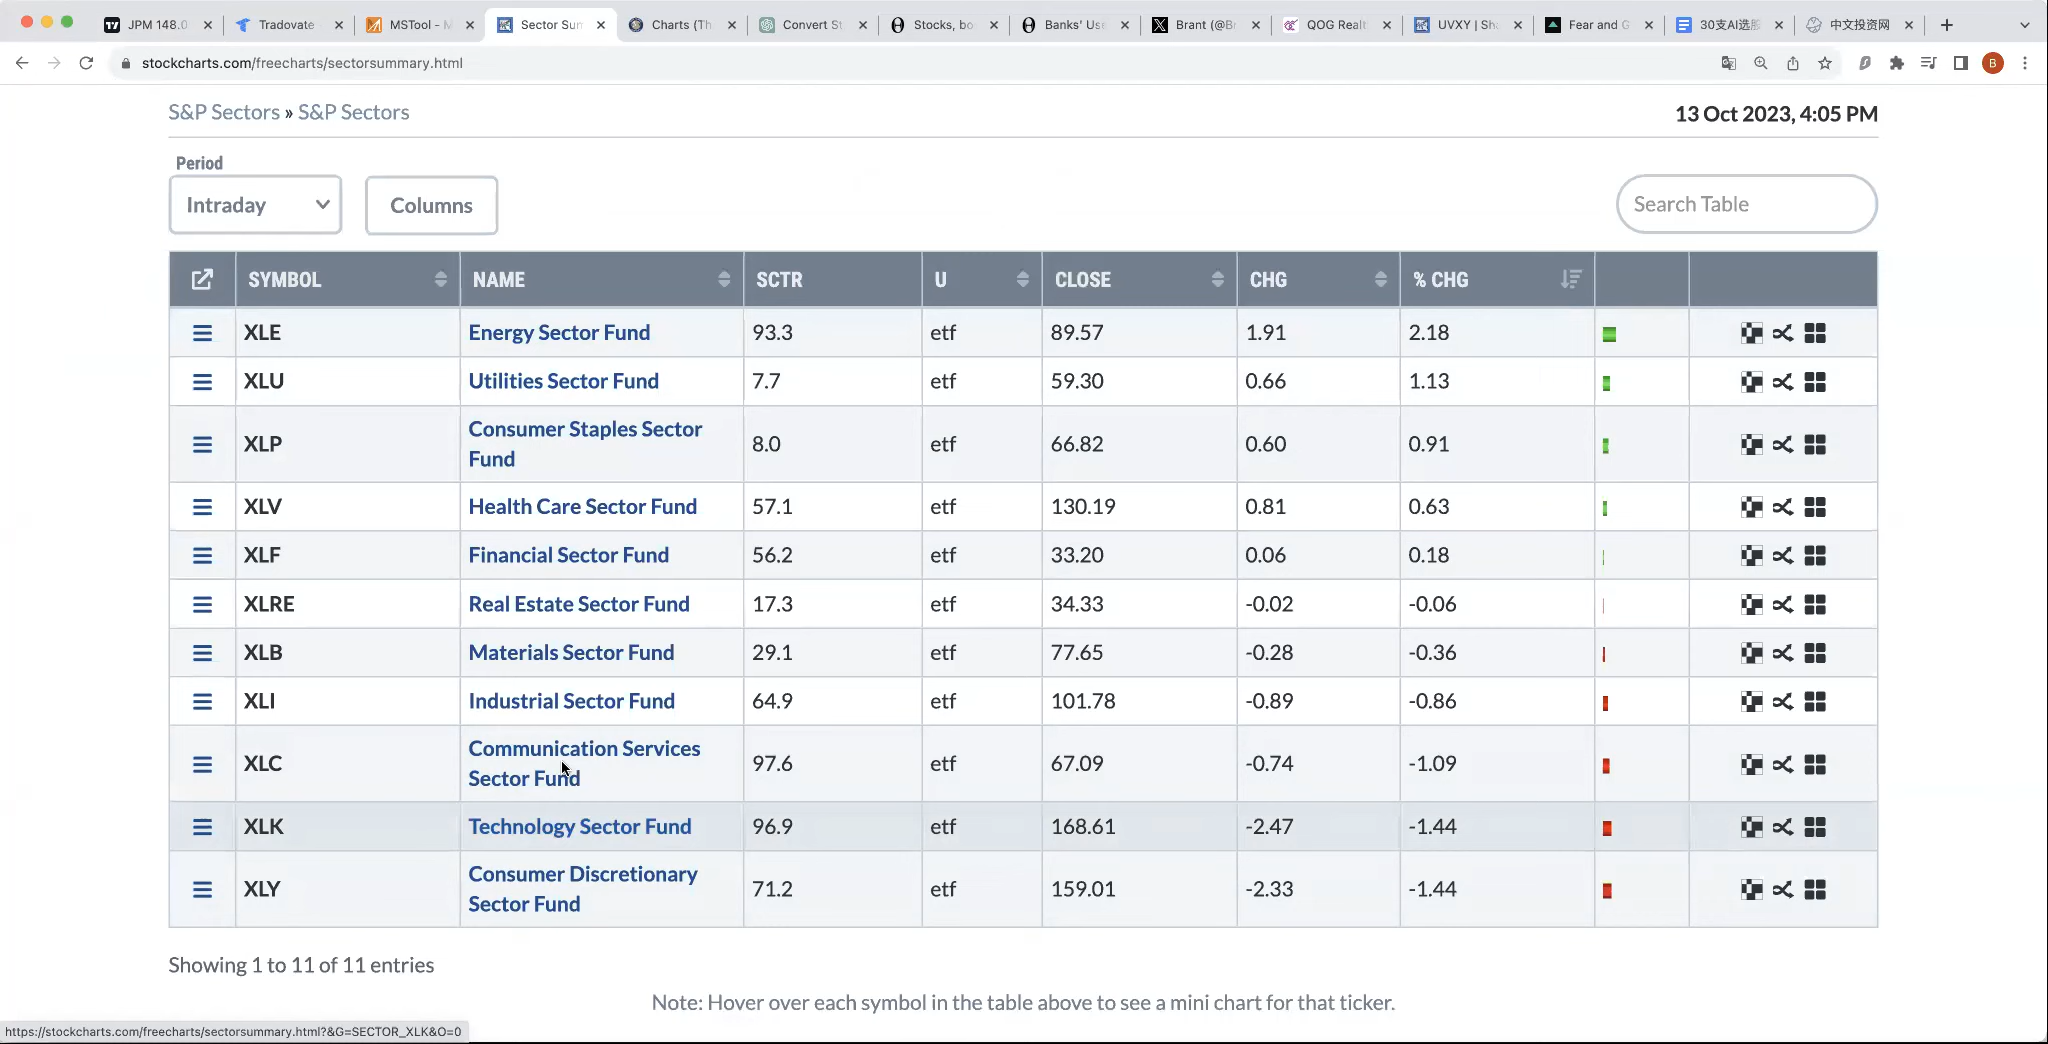 JPM 148.0
Tradovate
MSTool - M
Sector Sum
Charts (Th
Convert St
Stocks, bo
Banks' Use
Brant (@Br
QOG Realt
UVXY | Sha
Fear and G
30支AI选股
中文投资网
stockcharts.com/freecharts/sectorsummary.html
B
S&P Sectors » S&P Sectors
13 Oct 2023, 4:05 PM
Period
Intraday
Columns
Search Table
SYMBOL NAME SCTR U CLOSE CHG % CHG
XLE Energy Sector Fund 93.3 etf 89.57 1.91 2.18
XLU Utilities Sector Fund 7.7 etf 59.30 0.66 1.13
XLP Consumer Staples Sector Fund 8.0 etf 66.82 0.60 0.91
XLV Health Care Sector Fund 57.1 etf 130.19 0.81 0.63
XLF Financial Sector Fund 56.2 etf 33.20 0.06 0.18
XLRE Real Estate Sector Fund 17.3 etf 34.33 -0.02 -0.06
XLB Materials Sector Fund 29.1 etf 77.65 -0.28 -0.36
XLI Industrial Sector Fund 64.9 etf 101.78 -0.89 -0.86
XLC Communication Services Sector Fund 97.6 etf 67.09 -0.74 -1.09
XLK Technology Sector Fund 96.9 etf 168.61 -2.47 -1.44
XLY Consumer Discretionary Sector Fund 71.2 etf 159.01 -2.33 -1.44
Showing 1 to 11 of 11 entries
Note: Hover over each symbol in the table above to see a mini chart for that ticker.
https://stockcharts.com/freecharts/sectorsummary.html?&G=SECTOR_XLK&O=0